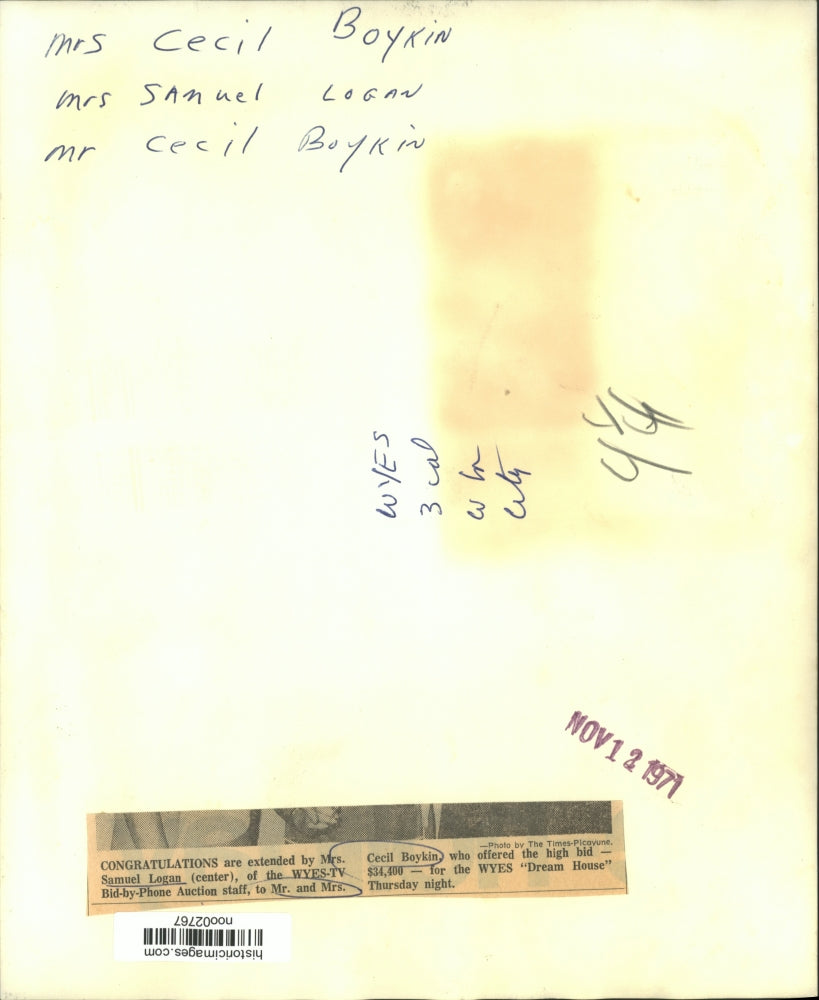 mrs Cecil Boykin
mrs Samuel Logan
mr Cecil Boykin
WYES
3 col
NOV 12 1971
—Photo by The Times-Picayune.
CONGRATULATIONS are extended by Mrs.
Samuel Logan (center), of the WYES-TV
Bid-by-Phone Auction staff, to Mr. and Mrs.
Cecil Boykin, who offered the high bid —
$34,400 — for the WYES “Dream House”
Thursday night.
noo02767
historicimages.com